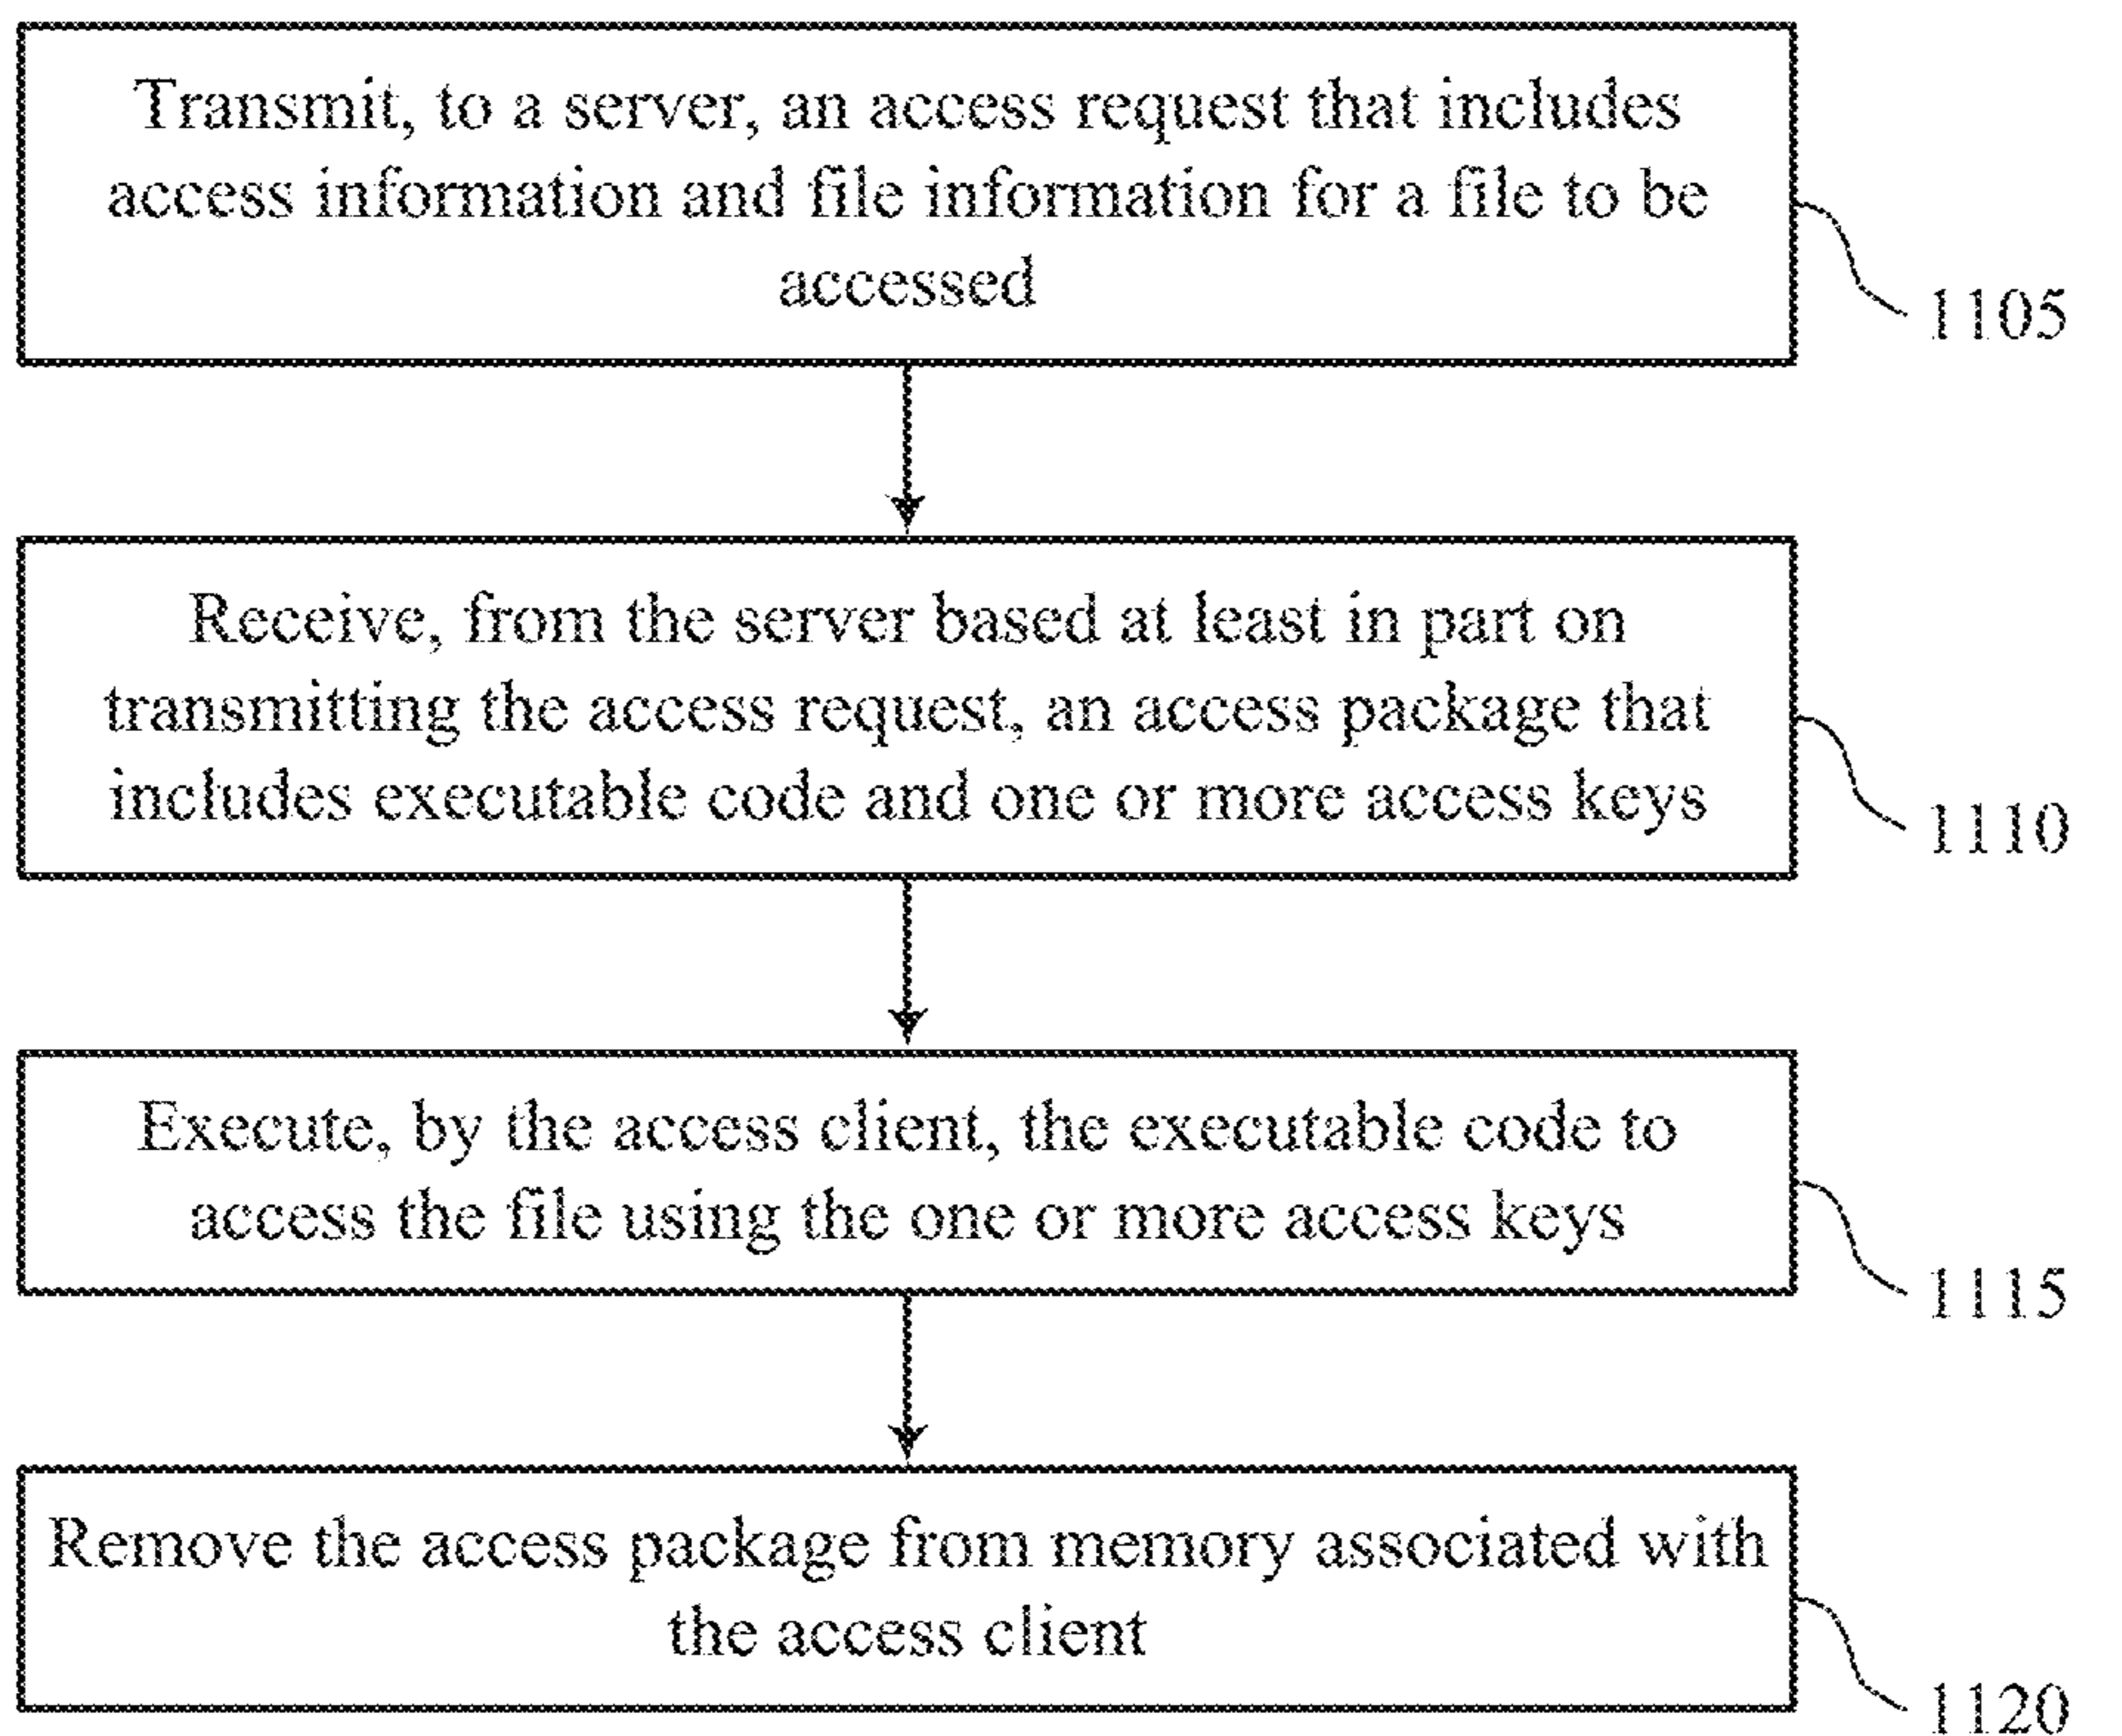 Transmit, to a server, an access request that includes
access information and file information for a file to be
accessed
1105
Receive, from the server based at least in part on
transmitting the access request, an access package that
includes executable code and one or more access keys
1110
Execute, by the access client, the executable code to
access the file using the one or more access keys
1115
Remove the access package from memory associated with
the access client
1120